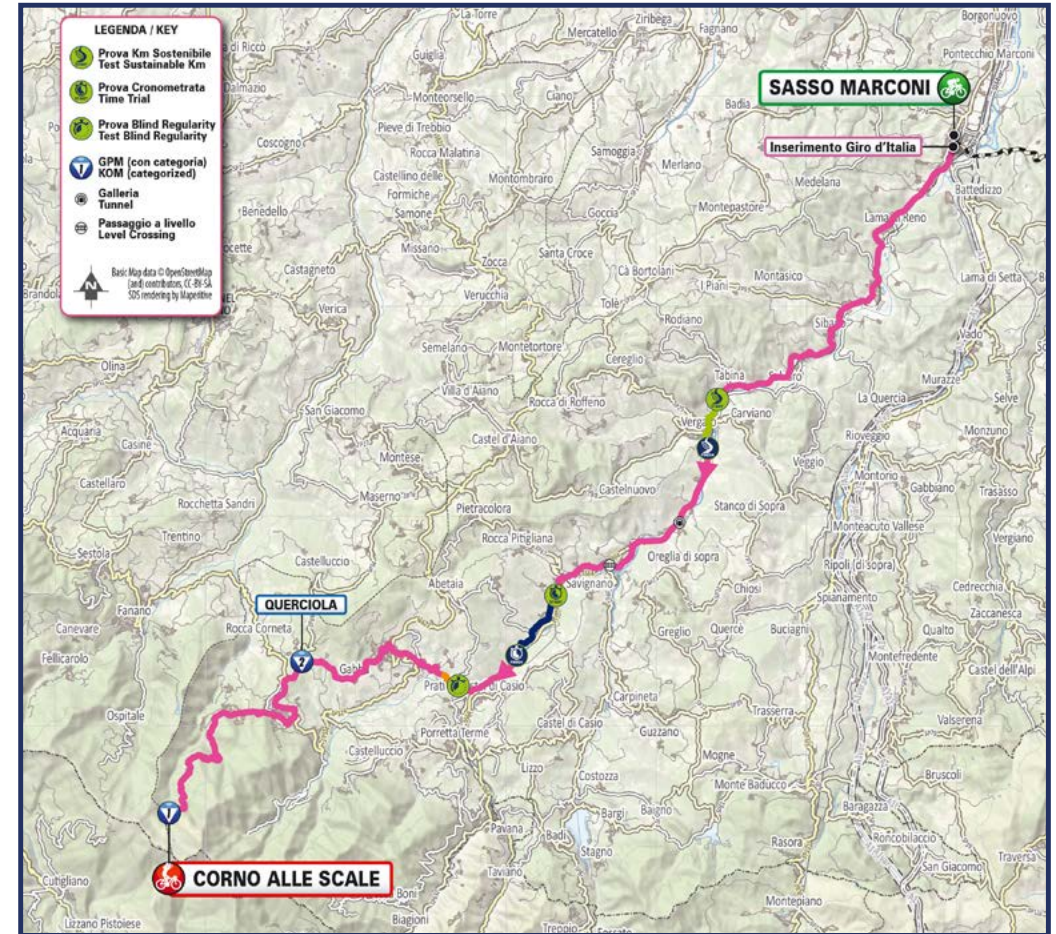 LEGENDA / KEY
Prova Km Sostenibile
Test Sustainable Km
Prova Cronometrata
Time Trial
Prova Blind Regularity
Test Blind Regularity
GPM (con categoria)
KOM (categorized)
Galleria
Tunnel
Passaggio a livello
Level Crossing
N
Basic Map data © OpenStreetMap
(and) contributors, CC-BY-SA
SDS rendering by Maperitive
SASSO MARCONI
Inserimento Giro d'Italia
QUERCIOLA
2
1
CORNO ALLE SCALE
La Torre
Ziribega
Mercatello
Fagnano
Borgonuovo
Pontecchio Marconi
di Riccò
Guiglia
Dalmazio
Monteorsello
Ciano
Badia
Pieve di Trebbio
Coscogno
Rocca Malatina
Samoggia
Merlano
Castellino delle
Formiche
Montombraro
Medelana
Battedizzo
Benedello
Samone
Goccia
Montepastore
Lama di Reno
Missano
Santa Croce
Zocca
Castagneto
Cà Bortolani
Montasico
Lama di Setta
I Piani
Verucchia
Tolè
Verica
Rodiano
Vado
Semelano
Montetortore
Cereglio
Olina
Tabina
Murazze
Villa d'Aiano
Rocca di Roffeno
Carviano
La Quercia
Selve
San Giacomo
Acquaria
Castel d'Aiano
Rioveggio
Monzuno
Casine
Montese
Veggio
Castellaro
Castelnuovo
Montorio
Gabbiano
Maserno
Stanco di Sopra
Trasasso
Rocchetta Sandri
Pietracolora
Trentino
Monteacuto Vallese
Rocca Pitigliana
Vergiano
Sestola
Oreglia di sopra
Castelluccio
Ripoli (di sopra)
Abetaia
Savignano
Chiosi
Cedrecchia
Fanano
Spianamento
Zaccanesca
Canevare
Rocca Corneta
Greglio
Querce
Buciagni
Qualto
Fellicarolo
Montefredente
Castel dell'Alpi
Carpineta
Ospitale
Castel di Casio
Trasserra
Valserena
Porretta Terme
Guzzano
Castelluccio
Lizzo
Mogne
Costozza
Bruscoli
Monte Baducco
Bargi
Baigno
Baragazza
Pavana
Badi
Roncobilaccio
Stagno
Rasora
Traversa
Taviano
San Giacomo
Cutigliano
Boni
Biagioni
Montepiano
Lizzano Pistoiese
Treppio